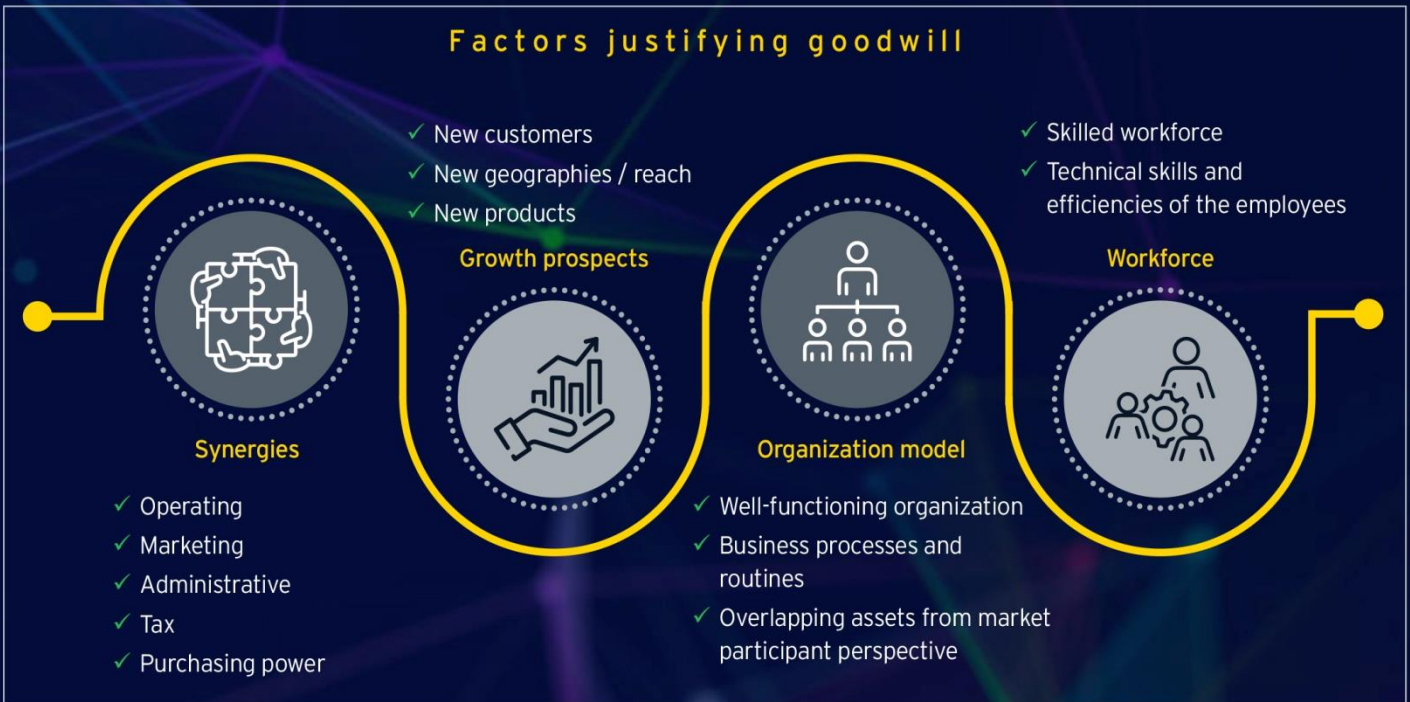 Factors justifying goodwill
Synergies
Operating
Marketing
Administrative
Tax
Purchasing power
New customers
New geographies / reach
New products
Growth prospects
Organization model
Well-functioning organization
Business processes and
routines
Overlapping assets from market
participant perspective
Skilled workforce
Technical skills and
efficiencies of the employees
Workforce